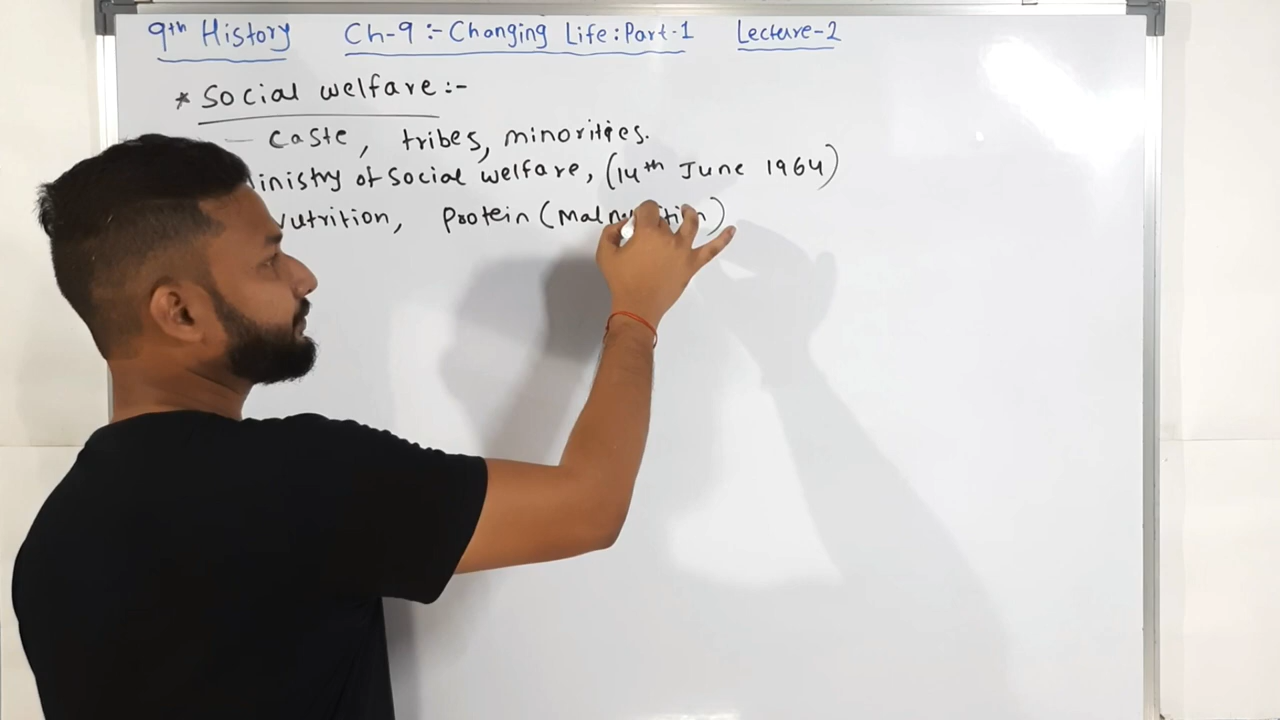 9th History Ch-9:- Changing Life: Part-1 Lecture-2
* Social welfare:-
- caste, tribes, minorities.
inistry of Social welfare, (14th June 1964)
utrition, Protein (